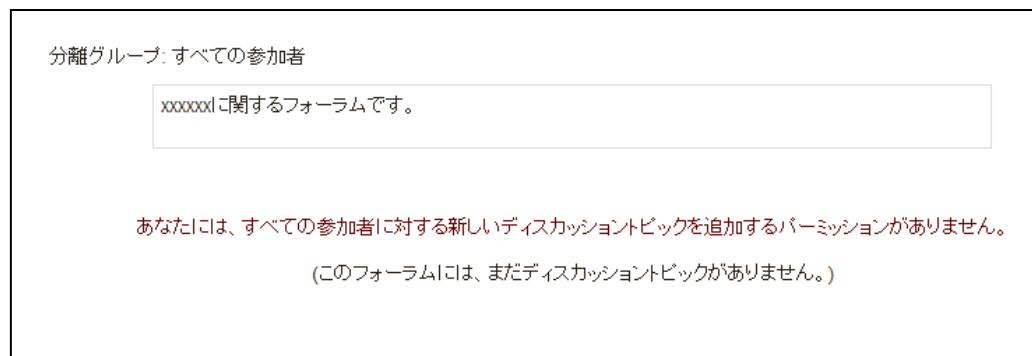 分離グループ: すべての参加者
xxxxxxに関するフォーラムです。
あなたには、すべての参加者に対する新しいディスカッショントピックを追加するパーミッションがありません。
(このフォーラムには、まだディスカッショントピックがありません。)